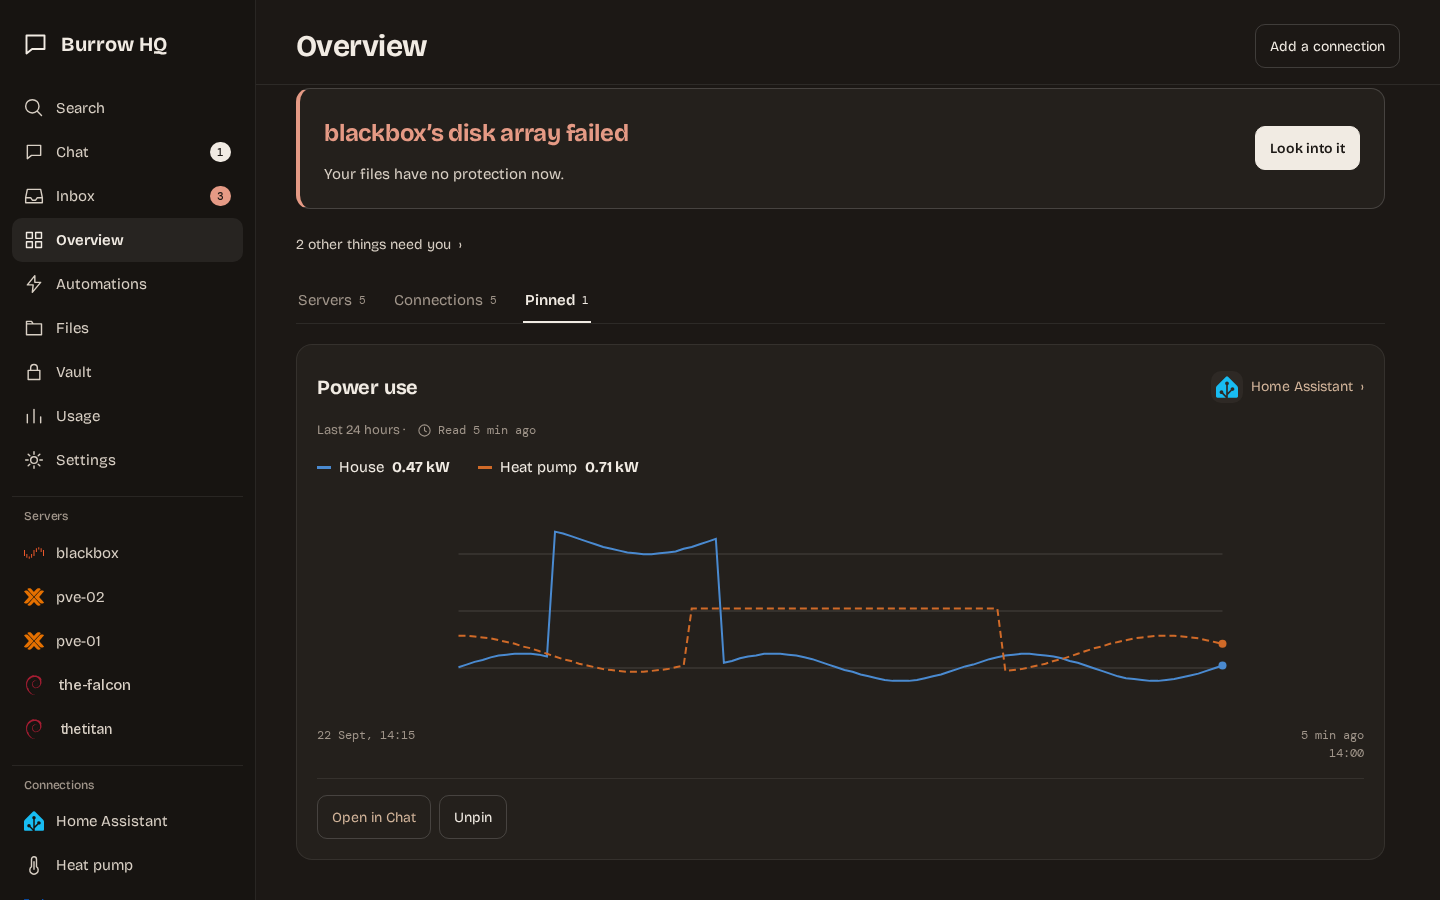 Burrow HQ
Search
Chat 1
Inbox 3
Overview
Automations
Files
Vault
Usage
Settings
Servers
blackbox
pve-02
pve-01
the-falcon
thetitan
Connections
Home Assistant
Heat pump
Overview
Add a connection
blackbox's disk array failed
Your files have no protection now.
Look into it
2 other things need you ›
Servers 5 Connections 5 Pinned 1
Power use
Home Assistant ›
Last 24 hours · Read 5 min ago
House 0.47 kW Heat pump 0.71 kW
22 Sept, 14:15
5 min ago
14:00
Open in Chat Unpin